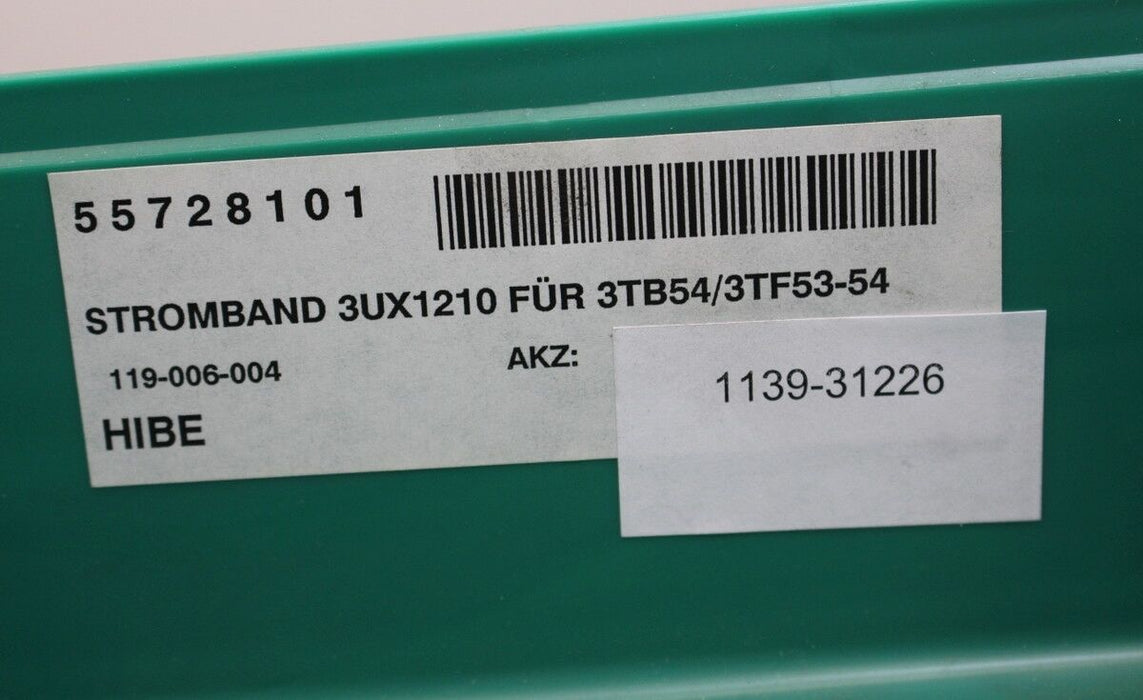 55728101
STROMBAND 3UX1210 FÜR 3TB54/3TF53-54
119-006-004 AKZ:
1139-31226
HIBE